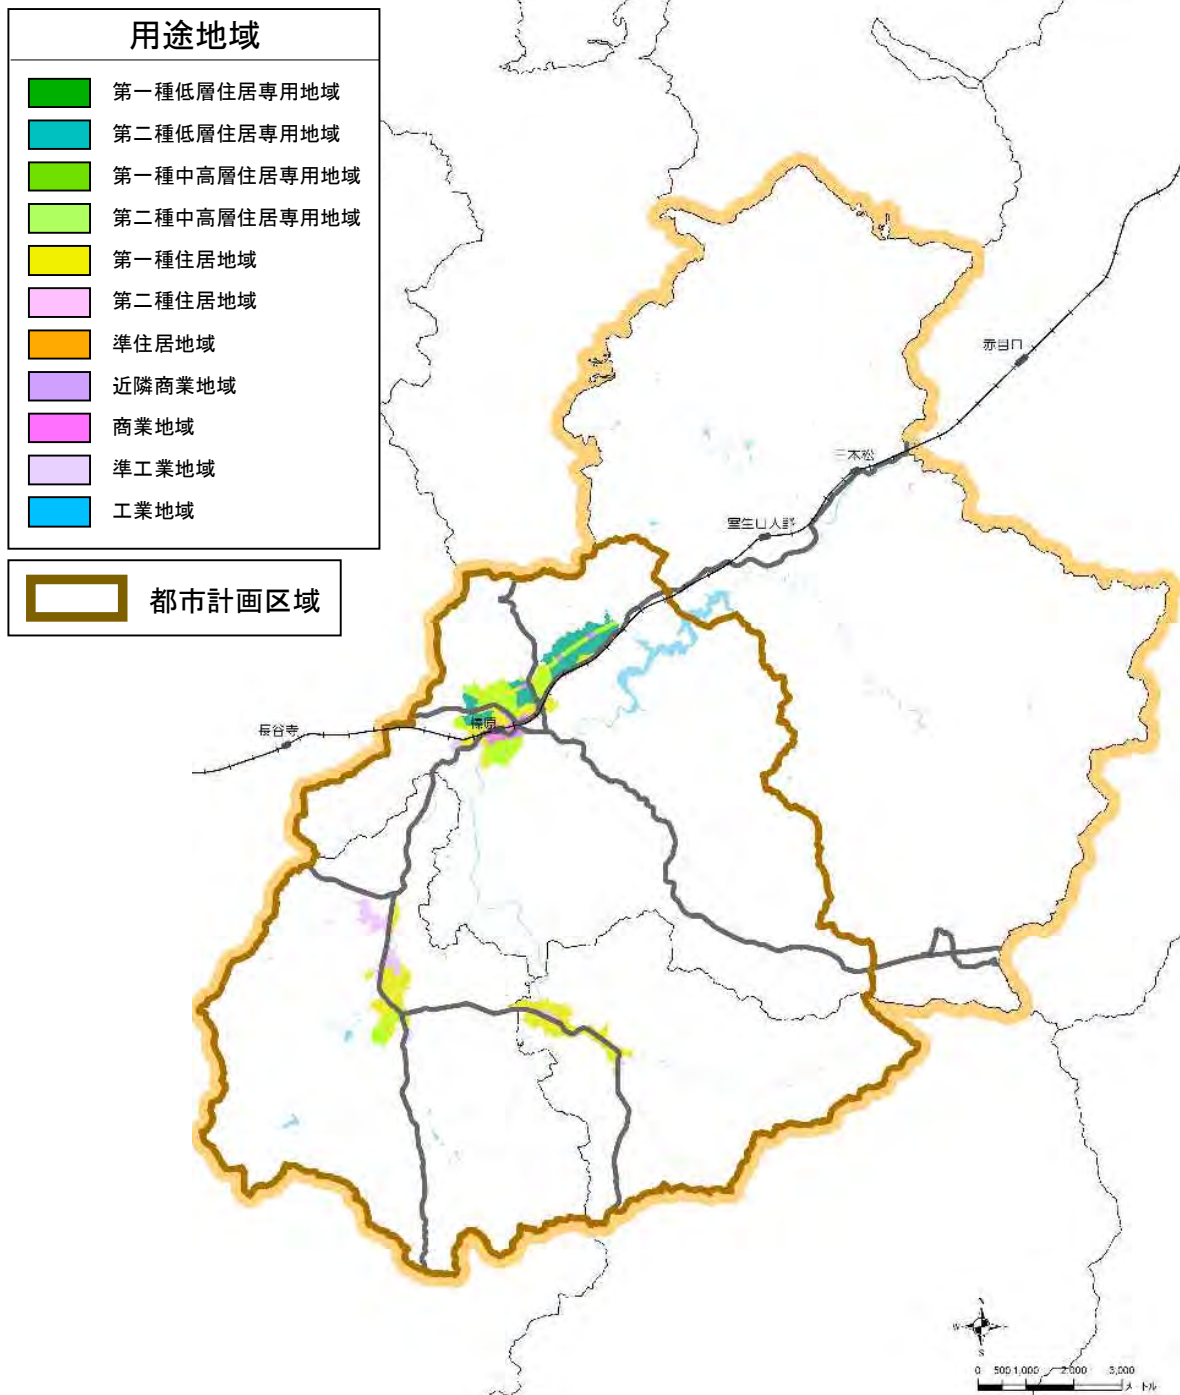 用途地域
第一種低層住居専用地域
第二種低層住居専用地域
第一種中高層住居専用地域
第二種中高層住居専用地域
第一種住居地域
第二種住居地域
準住居地域
近隣商業地域
商業地域
準工業地域
工業地域
都市計画区域
赤目口
三本松
室生口大野
長谷寺
榛原
N
W
S
0 500 1,000 2,000 3,000
メートル